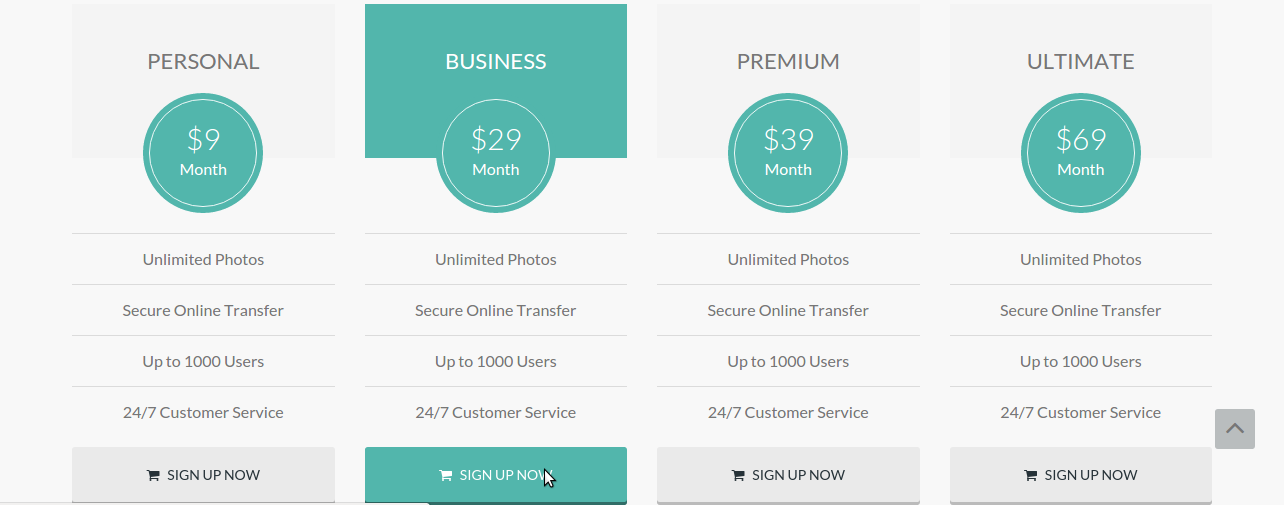 PERSONAL
$9
Month
Unlimited Photos
Secure Online Transfer
Up to 1000 Users
24/7 Customer Service
SIGN UP NOW
BUSINESS
$29
Month
Unlimited Photos
Secure Online Transfer
Up to 1000 Users
24/7 Customer Service
SIGN UP NOW
PREMIUM
$39
Month
Unlimited Photos
Secure Online Transfer
Up to 1000 Users
24/7 Customer Service
SIGN UP NOW
ULTIMATE
$69
Month
Unlimited Photos
Secure Online Transfer
Up to 1000 Users
24/7 Customer Service
SIGN UP NOW